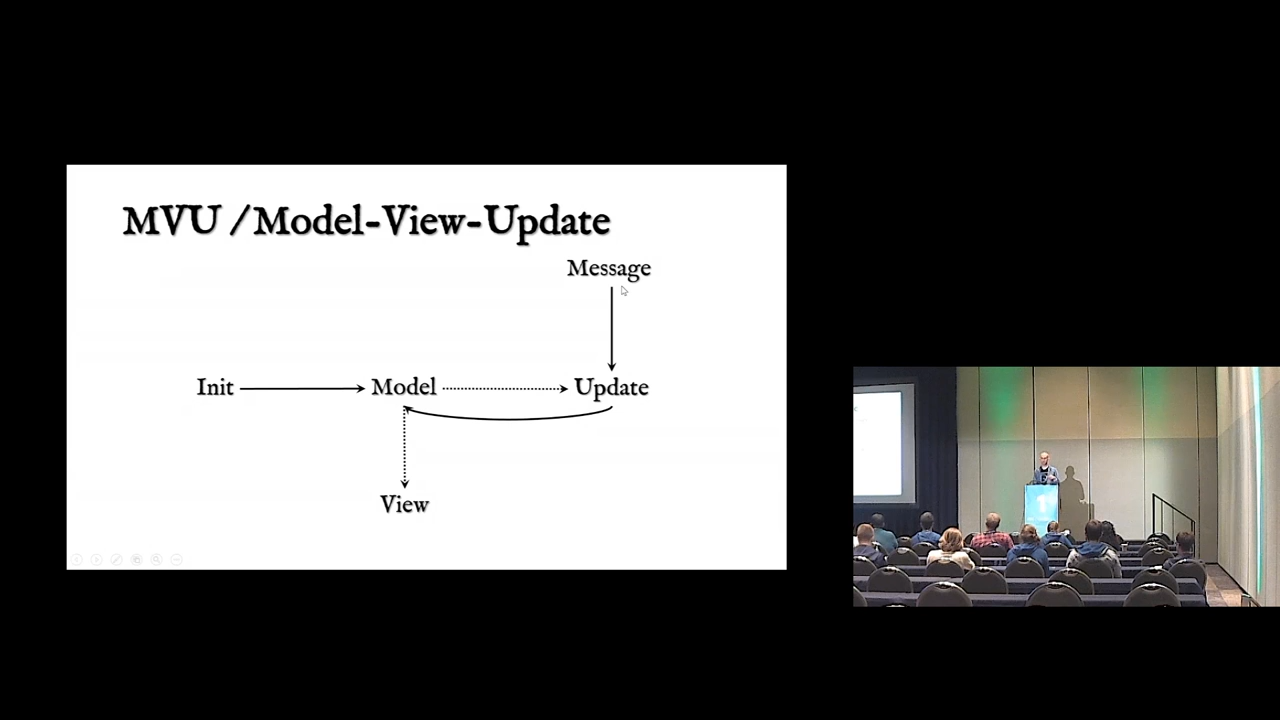 MVU /Model-View-Update
Message
Init
Model
Update
View